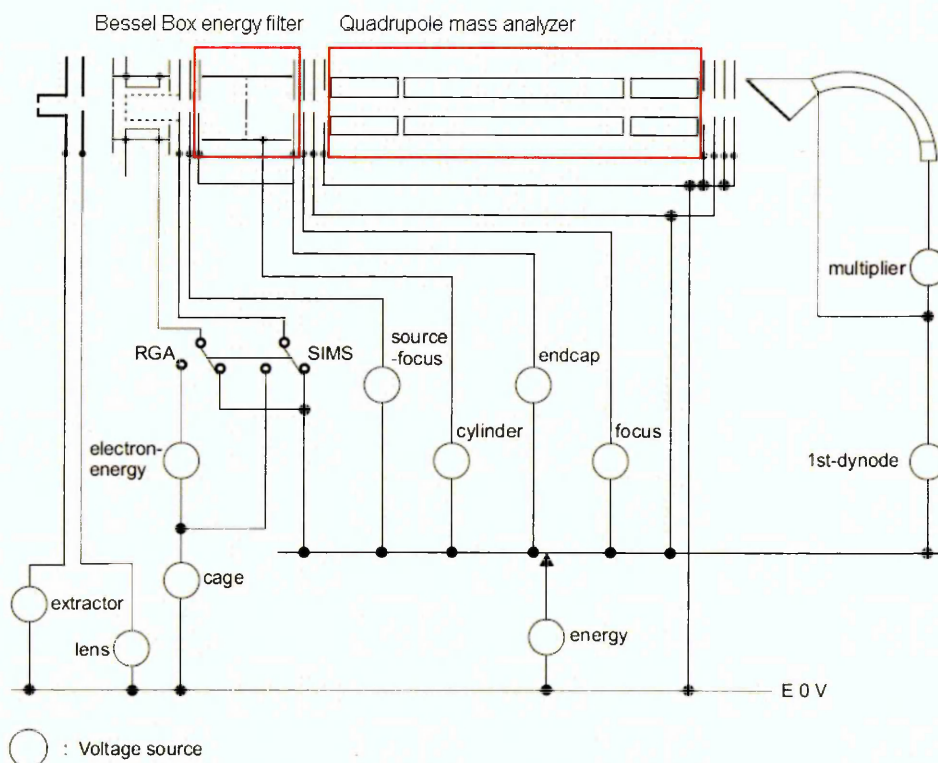 Bessel Box energy filter
Quadrupole mass analyzer
multiplier
RGA
SIMS
source
-focus
endcap
cylinder
focus
electron-
energy
1st-dynode
cage
extractor
lens
energy
E 0 V
: Voltage source